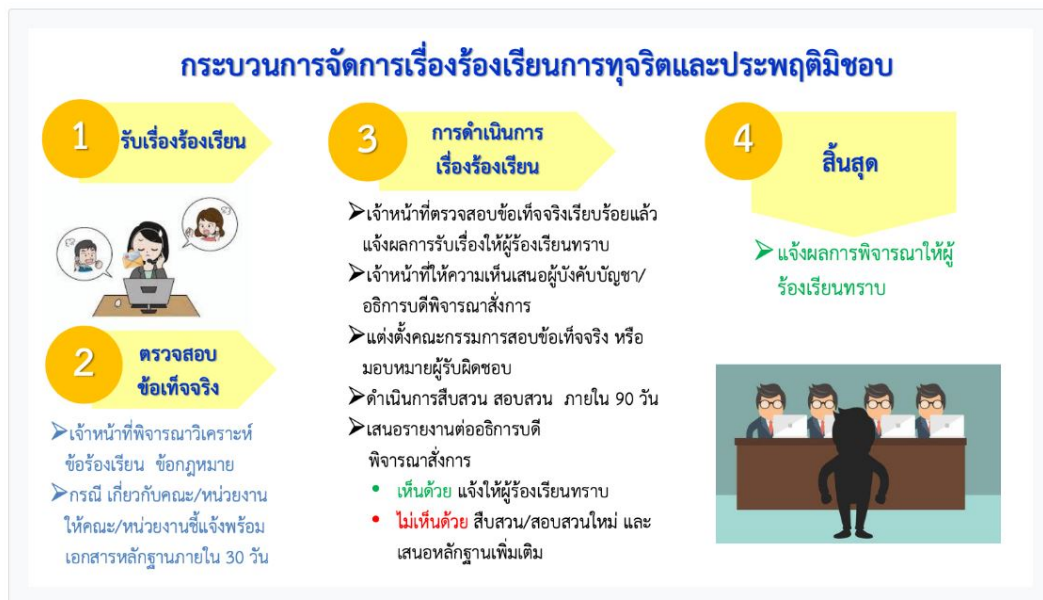 กระบวนการจัดการเรื่องร้องเรียนการทุจริตและประพฤติมิชอบ
1
รับเรื่องร้องเรียน
2
ตรวจสอบ
ข้อเท็จจริง
➢เจ้าหน้าที่พิจารณาวิเคราะห์
ข้อร้องเรียน ข้อกฎหมาย
➢กรณี เกี่ยวกับคณะ/หน่วยงาน
ให้คณะ/หน่วยงานชี้แจ้งพร้อม
เอกสารหลักฐานภายใน 30 วัน
3
การดำเนินการ
เรื่องร้องเรียน
➢เจ้าหน้าที่ตรวจสอบข้อเท็จจริงเรียบร้อยแล้ว
แจ้งผลการรับเรื่องให้ผู้ร้องเรียนทราบ
➢เจ้าหน้าที่ให้ความเห็นเสนอผู้บังคับบัญชา/
อธิการบดีพิจารณาสั่งการ
➢แต่งตั้งคณะกรรมการสอบข้อเท็จจริง หรือ
มอบหมายผู้รับผิดชอบ
➢ดำเนินการสืบสวน สอบสวน ภายใน 90 วัน
➢เสนอรายงานต่ออธิการบดี
พิจารณาสั่งการ
• เห็นด้วย แจ้งให้ผู้ร้องเรียนทราบ
• ไม่เห็นด้วย สืบสวน/สอบสวนใหม่ และ
เสนอหลักฐานเพิ่มเติม
4
สิ้นสุด
➢แจ้งผลการพิจารณาให้ผู้
ร้องเรียนทราบ